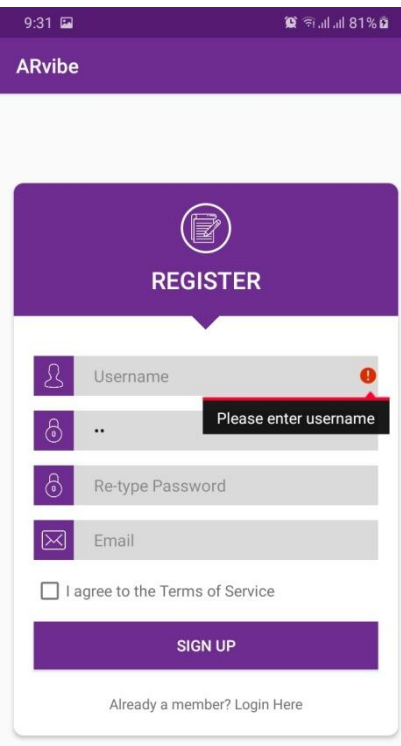 9:31 81%
ARvibe
REGISTER
Username
Please enter username
••
Re-type Password
Email
I agree to the Terms of Service
SIGN UP
Already a member? Login Here